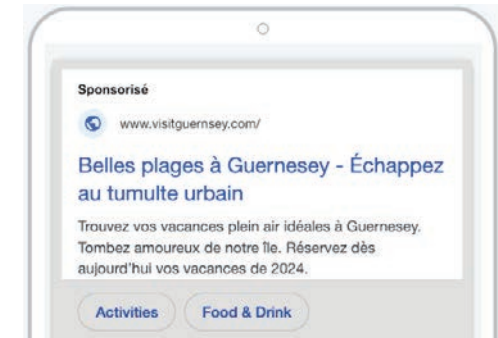 Sponsorisé
www.visitguernsey.com/
Belles plages à Guernesey - Échappez
au tumulte urbain
Trouvez vos vacances plein air idéales à Guernesey.
Tombez amoureux de notre île. Réservez dès
aujourd'hui vos vacances de 2024.
Activities Food & Drink